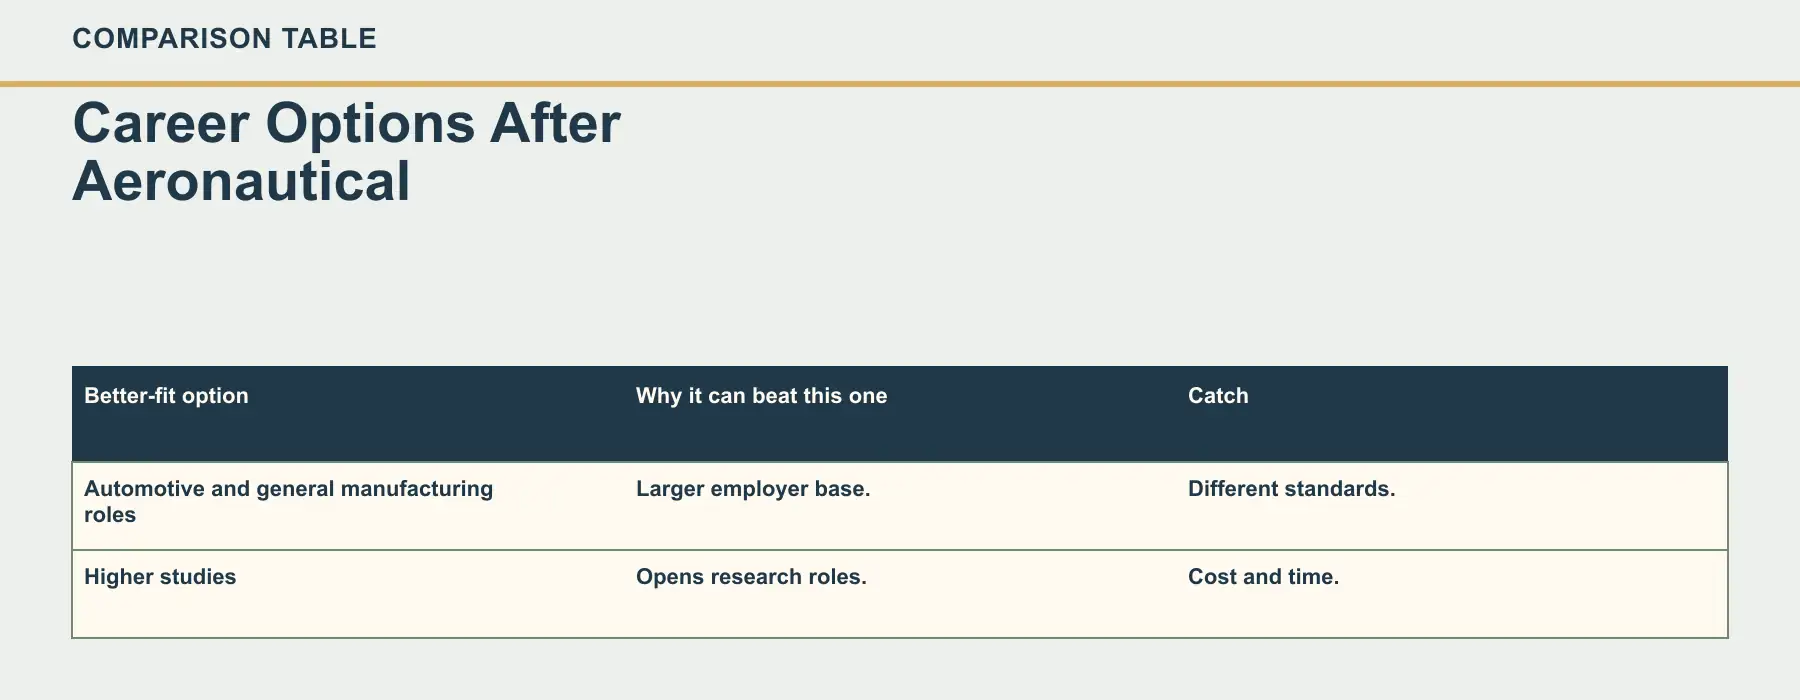 COMPARISON TABLE
Career Options After
Aeronautical
Better-fit option Why it can beat this one Catch
Automotive and general manufacturing
roles Larger employer base. Different standards.
Higher studies Opens research roles. Cost and time.